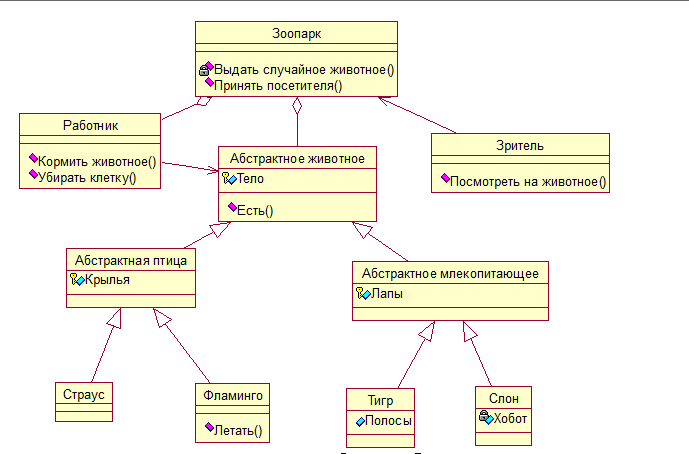 Зоопарк
Выдать случайное животное()
Принять посетителя()
Работник
Кормить животное()
Убирать клетку()
Абстрактное животное
Тело
Есть()
Зритель
Посмотреть на животное()
Абстрактная птица
Крылья
Абстрактное млекопитающее
Лапы
Страус
Фламинго
Летать()
Тигр
Полосы
Слон
Хобот